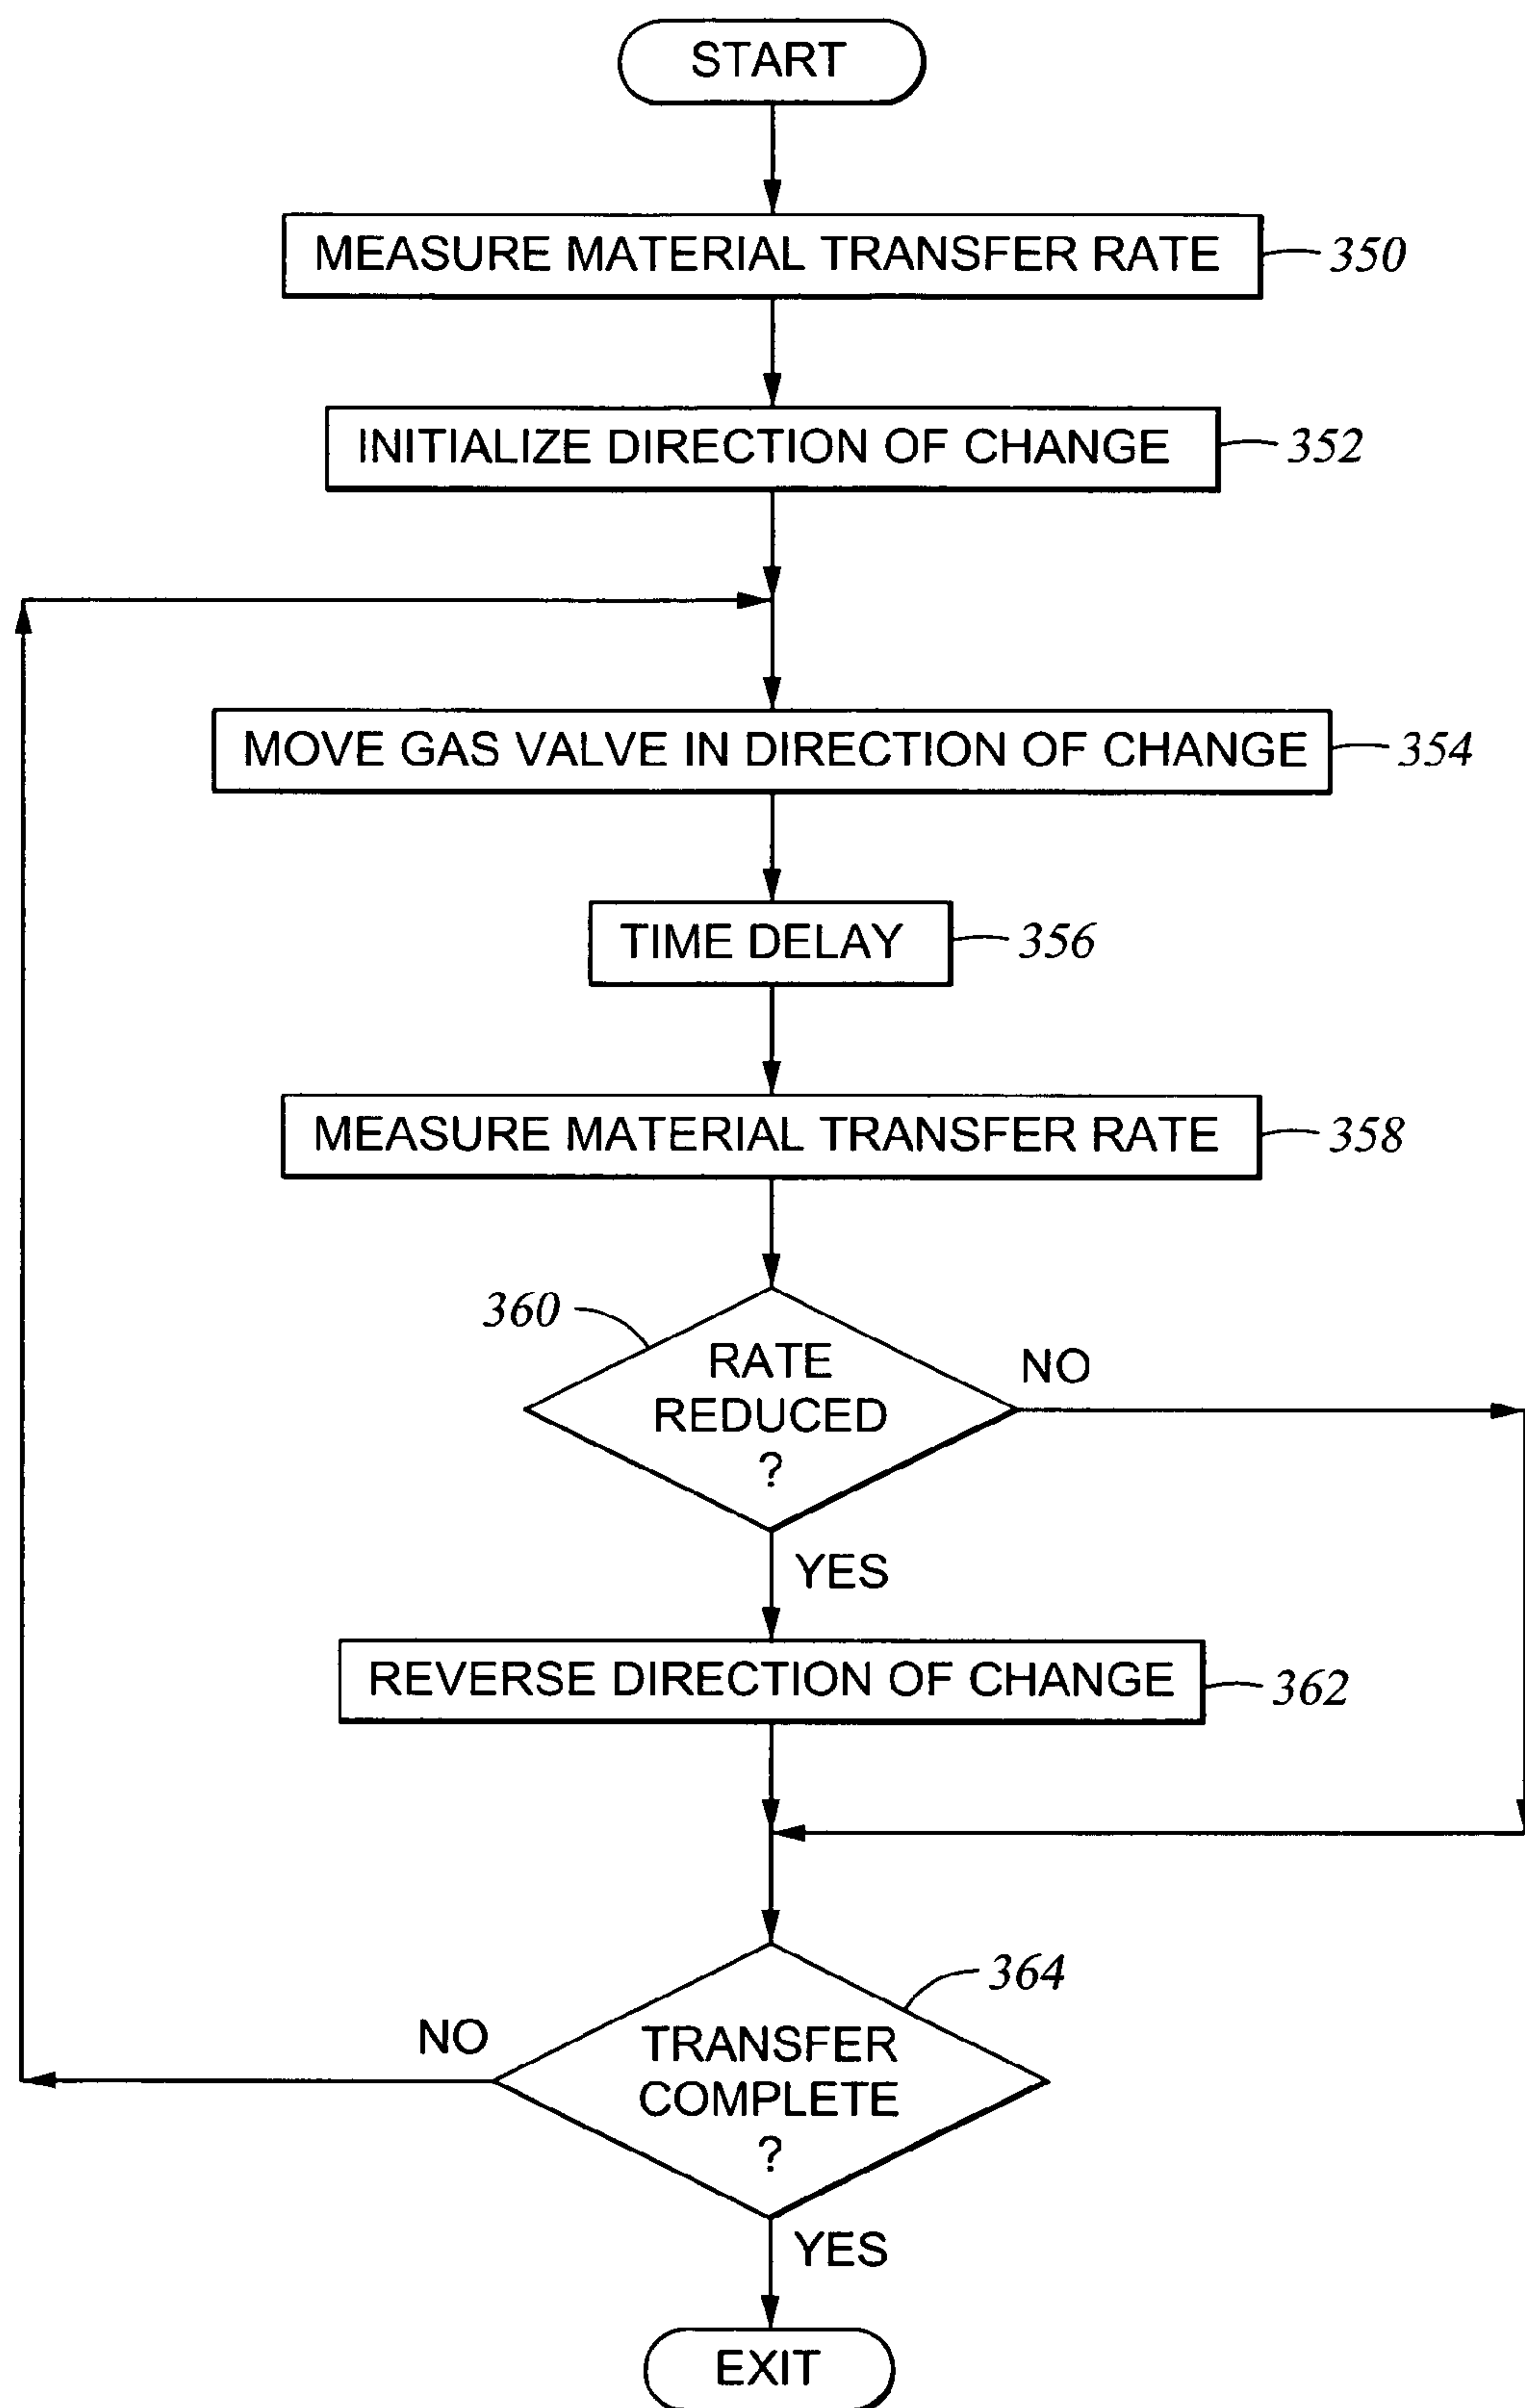 START
MEASURE MATERIAL TRANSFER RATE 350
INITIALIZE DIRECTION OF CHANGE 352
MOVE GAS VALVE IN DIRECTION OF CHANGE 354
TIME DELAY 356
MEASURE MATERIAL TRANSFER RATE 358
360
RATE
REDUCED
?
NO
YES
REVERSE DIRECTION OF CHANGE 362
364
NO
TRANSFER
COMPLETE
?
YES
EXIT